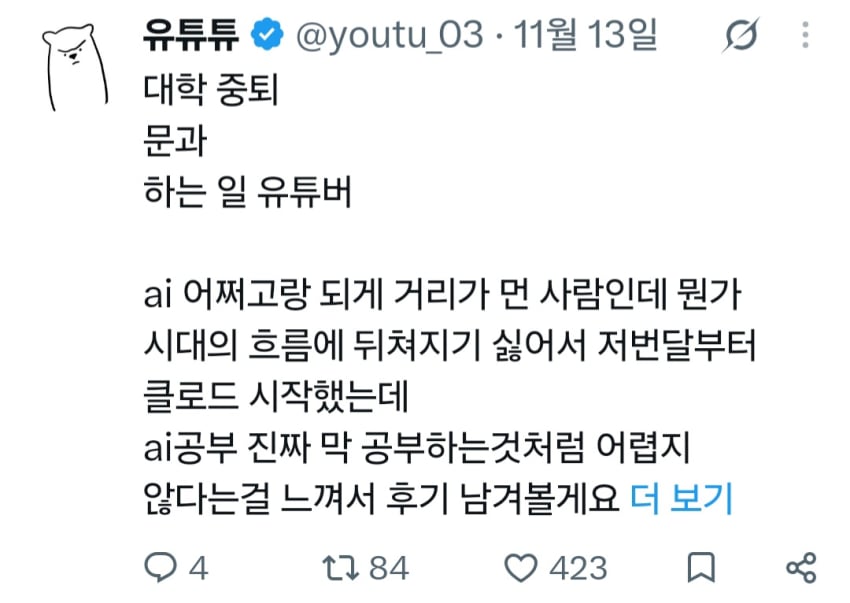 유튜튜 @youtu_03 · 11월 13일
대학 중퇴
문과
하는 일 유튜버
ai 어쩌고랑 되게 거리가 먼 사람인데 뭔가
시대의 흐름에 뒤쳐지기 싫어서 저번달부터
클로드 시작했는데
ai공부 진짜 막 공부하는것처럼 어렵지
않다는걸 느껴서 후기 남겨볼게요 더 보기
4 84 423